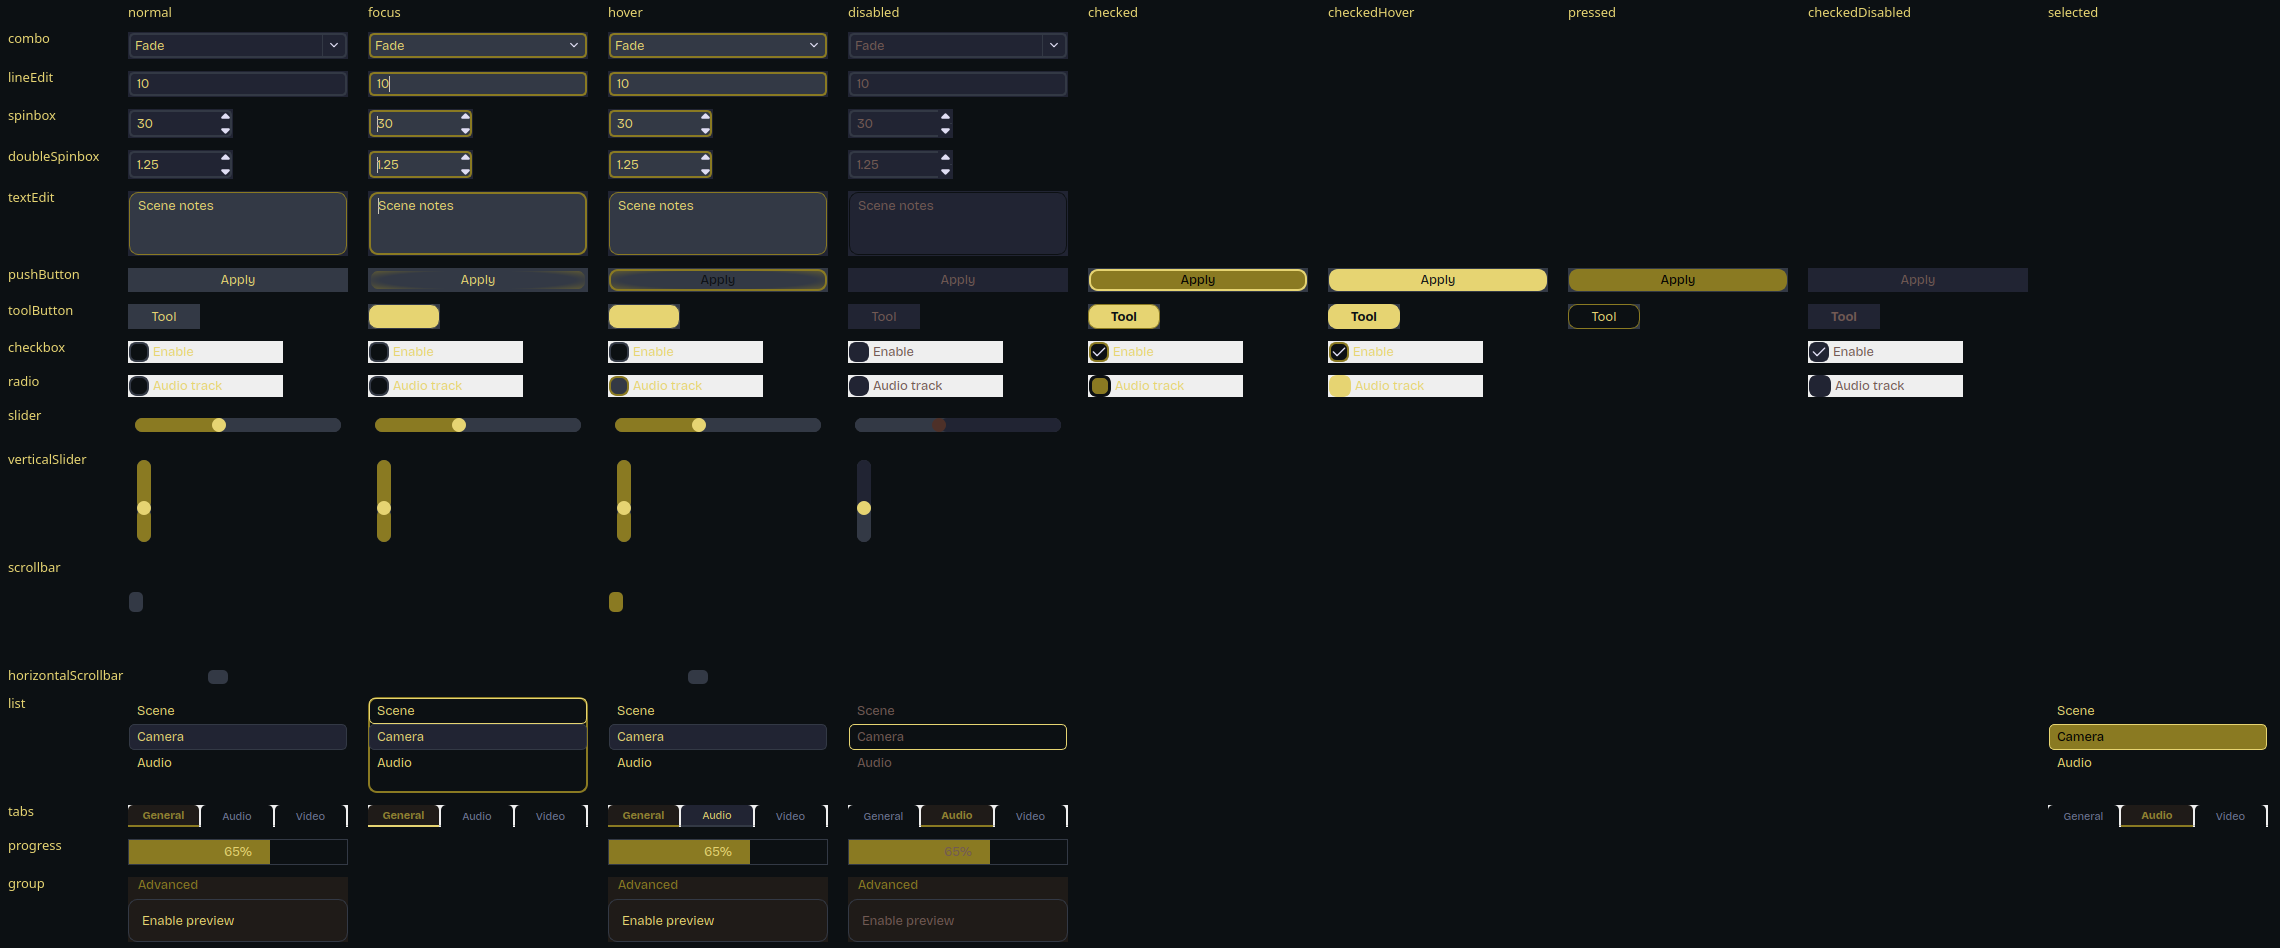 normal focus hover disabled checked checkedHover pressed checkedDisabled selected
combo Fade Fade Fade Fade
lineEdit 10 10 10 10
spinbox 30 30 30 30
doubleSpinbox 1.25 1.25 1.25 1.25
textEdit Scene notes Scene notes Scene notes Scene notes
pushButton Apply Apply Apply Apply Apply Apply Apply Apply
toolButton Tool Tool Tool Tool Tool Tool
checkbox Enable Enable Enable Enable Enable Enable Enable
radio Audio track Audio track Audio track Audio track Audio track Audio track Audio track
slider
verticalSlider
scrollbar
horizontalScrollbar
list Scene Scene Scene Scene Scene
Camera Camera Camera Camera Camera
Audio Audio Audio Audio Audio
tabs General Audio Video General Audio Video General Audio Video General Audio Video General Audio Video
progress 65% 65% 65%
group Advanced Advanced Advanced
Enable preview Enable preview Enable preview